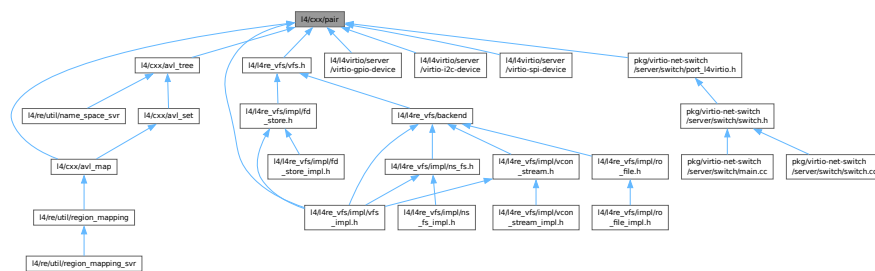 l4/cxx/pair
l4/cxx/avl_tree
l4/l4re_vfs/vfs.h
l4/l4virtio/server
/virtio-gpio-device
l4/l4virtio/server
/virtio-i2c-device
l4/l4virtio/server
/virtio-spi-device
pkg/virtio-net-switch
/server/switch/port_l4virtio.h
l4/re/util/name_space_svr
l4/cxx/avl_set
l4/l4re_vfs/impl/fd
_store.h
l4/l4re_vfs/backend
pkg/virtio-net-switch
/server/switch/switch.h
l4/cxx/avl_map
l4/l4re_vfs/impl/fd
_store_impl.h
l4/l4re_vfs/impl/ns_fs.h
l4/l4re_vfs/impl/vcon
_stream.h
l4/l4re_vfs/impl/ro
_file.h
pkg/virtio-net-switch
/server/switch/main.cc
pkg/virtio-net-switch
/server/switch/switch.cc
l4/re/util/region_mapping
l4/l4re_vfs/impl/vfs
_impl.h
l4/l4re_vfs/impl/ns
_fs_impl.h
l4/l4re_vfs/impl/vcon
_stream_impl.h
l4/l4re_vfs/impl/ro
_file_impl.h
l4/re/util/region_mapping_svr